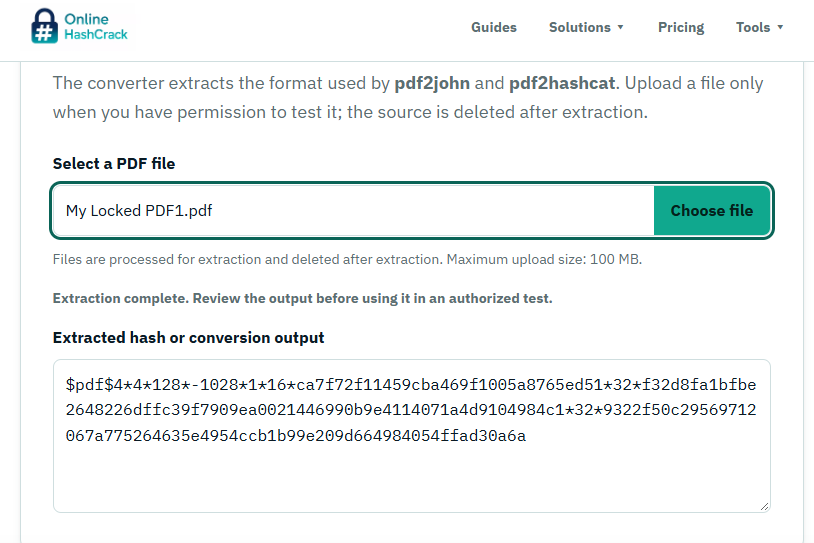 Online
HashCrack
Guides
Solutions
Pricing
Tools
The converter extracts the format used by pdf2john and pdf2hashcat. Upload a file only
when you have permission to test it; the source is deleted after extraction.
Select a PDF file
My Locked PDF1.pdf
Choose file
Files are processed for extraction and deleted after extraction. Maximum upload size: 100 MB.
Extraction complete. Review the output before using it in an authorized test.
Extracted hash or conversion output
$pdf$4*4*128*-1028*1*16*ca7f72f11459cba469f1005a8765ed51*32*f32d8fa1bfbe
2648226dffc39f7909ea0021446990b9e4114071a4d9104984c1*32*9322f50c29569712
067a775264635e4954ccb1b99e209d664984054ffad30a6a